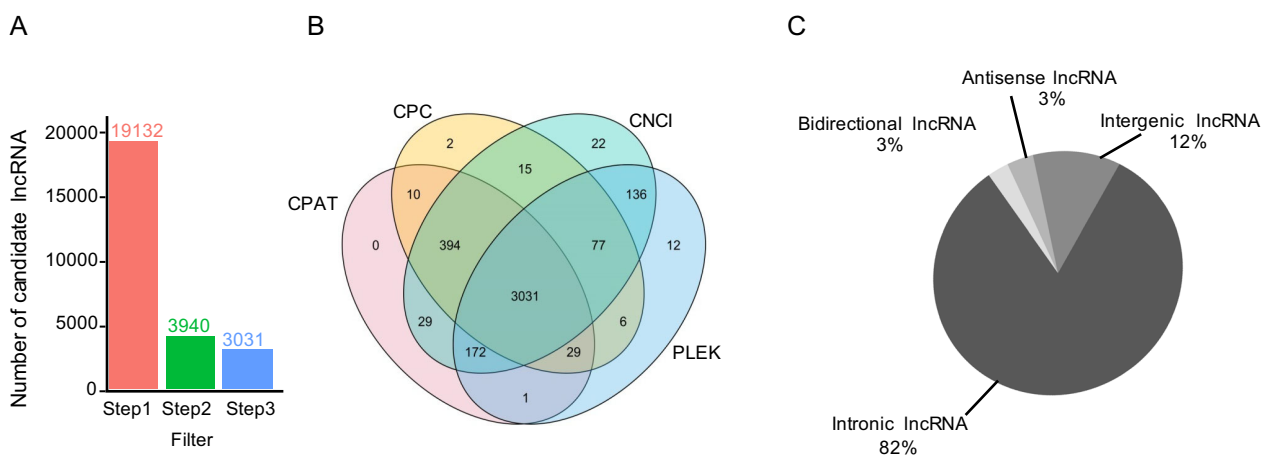 A
Number of candidate lncRNA
20000
15000
10000
5000
0
19132
3940
3031
Step1 Step2 Step3
Filter
B
CPAT
CPC
CNCI
PLEK
2
22
15
10
136
0
394
77
12
3031
29
6
172
29
1
C
Antisense lncRNA
3%
Bidirectional lncRNA
3%
Intergenic lncRNA
12%
Intronic lncRNA
82%